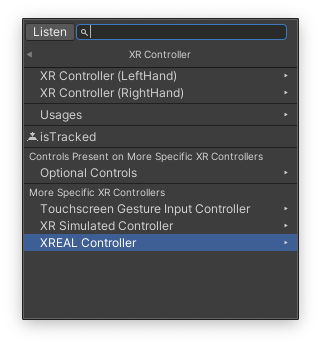 Listen
XR Controller
XR Controller (LeftHand)
XR Controller (RightHand)
Usages
isTracked
Controls Present on More Specific XR Controllers
Optional Controls
More Specific XR Controllers
Touchscreen Gesture Input Controller
XR Simulated Controller
XREAL Controller